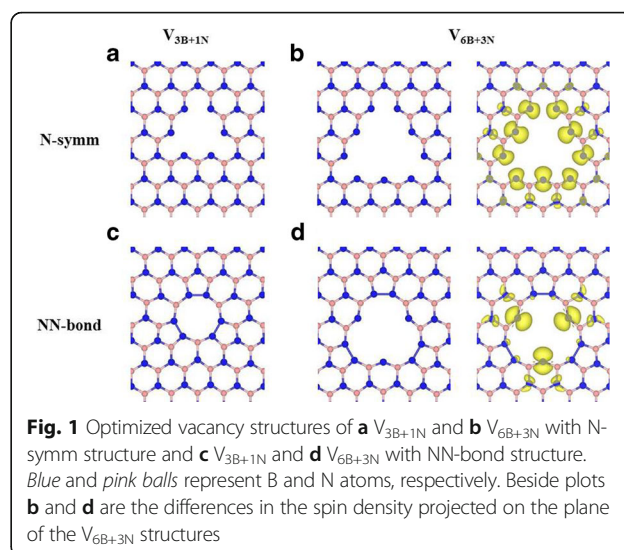 V3B+1N V6B+3N
a b
N-symm
c d
NN-bond
Fig. 1 Optimized vacancy structures of a V3B+1N and b V6B+3N with N-
symm structure and c V3B+1N and d V6B+3N with NN-bond structure.
Blue and pink balls represent B and N atoms, respectively. Beside plots
b and d are the differences in the spin density projected on the plane
of the V6B+3N structures